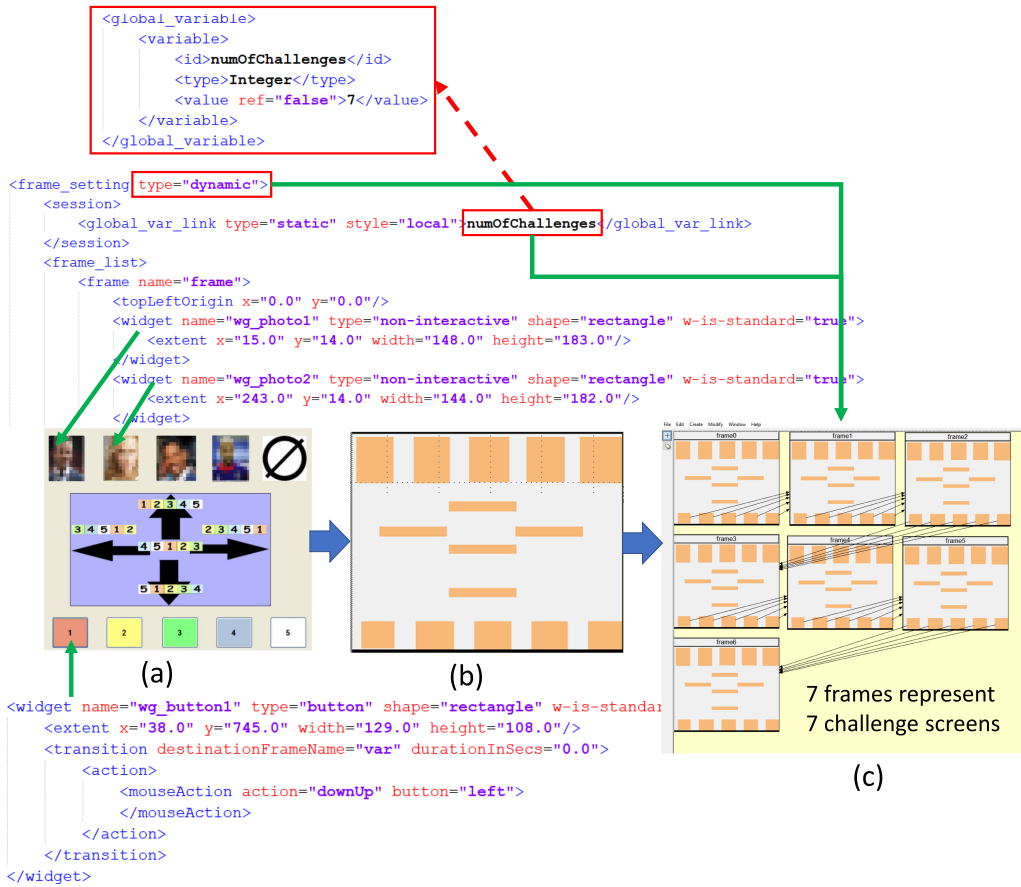 <global_variable>
<variable>
<id>numOfChallenges</id>
<type>Integer</type>
<value ref="false">7</value>
</variable>
</global_variable>
<frame_setting type="dynamic">
<session>
<global_var_link type="static" style="local">numOfChallenges</global_var_link>
</session>
<frame_list>
<frame name="frame">
<topLeftOrigin x="0.0" y="0.0"/>
<widget name="wg_photo1" type="non-interactive" shape="rectangle" w-is-standard="true">
<extent x="15.0" y="14.0" width="148.0" height="183.0"/>
</widget>
<widget name="wg_photo2" type="non-interactive" shape="rectangle" w-is-standard="true">
<extent x="243.0" y="14.0" width="144.0" height="182.0"/>
</widget>
1 2 3 4 5
3 4 5 1 2
2 3 4 5 1
4 5 1 2 3
5 1 2 3 4
1 2 3 4 5
(a)
(b)
File Edit Create Modify Window Help
frame0 frame1 frame2
frame3 frame4 frame5
frame6
7 frames represent
7 challenge screens
(c)
<widget name="wg_button1" type="button" shape="rectangle" w-is-standar
<extent x="38.0" y="745.0" width="129.0" height="108.0"/>
<transition destinationFrameName="var" durationInSecs="0.0">
<action>
<mouseAction action="downUp" button="left">
</mouseAction>
</action>
</transition>
</widget>